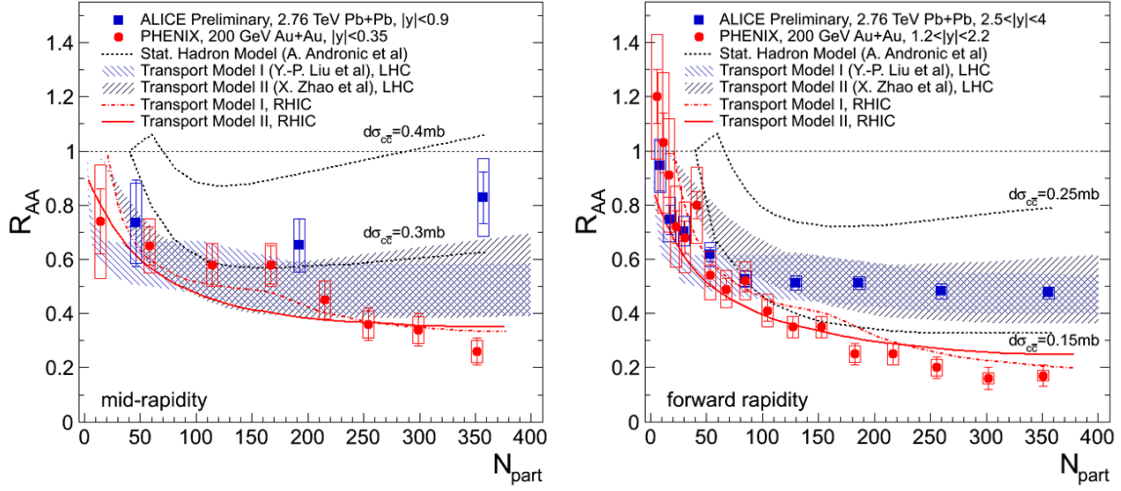 ALICE Preliminary, 2.76 TeV Pb+Pb, |y|<0.9
PHENIX, 200 GeV Au+Au, |y|<0.35
Stat. Hadron Model (A. Andronic et al)
Transport Model I (Y.-P. Liu et al), LHC
Transport Model II (X. Zhao et al), LHC
Transport Model I, RHIC
Transport Model II, RHIC
dσcc̅=0.4mb
dσcc̅=0.3mb
mid-rapidity
RAA
1.4
1.2
1
0.8
0.6
0.4
0.2
0
0 50 100 150 200 250 300 350 400
Npart
ALICE Preliminary, 2.76 TeV Pb+Pb, 2.5<|y|<4
PHENIX, 200 GeV Au+Au, 1.2<|y|<2.2
Stat. Hadron Model (A. Andronic et al)
Transport Model I (Y.-P. Liu et al), LHC
Transport Model II (X. Zhao et al), LHC
Transport Model I, RHIC
Transport Model II, RHIC
dσcc̅=0.25mb
dσcc̅=0.15mb
forward rapidity
RAA
1.4
1.2
1
0.8
0.6
0.4
0.2
0
0 50 100 150 200 250 300 350 400
Npart